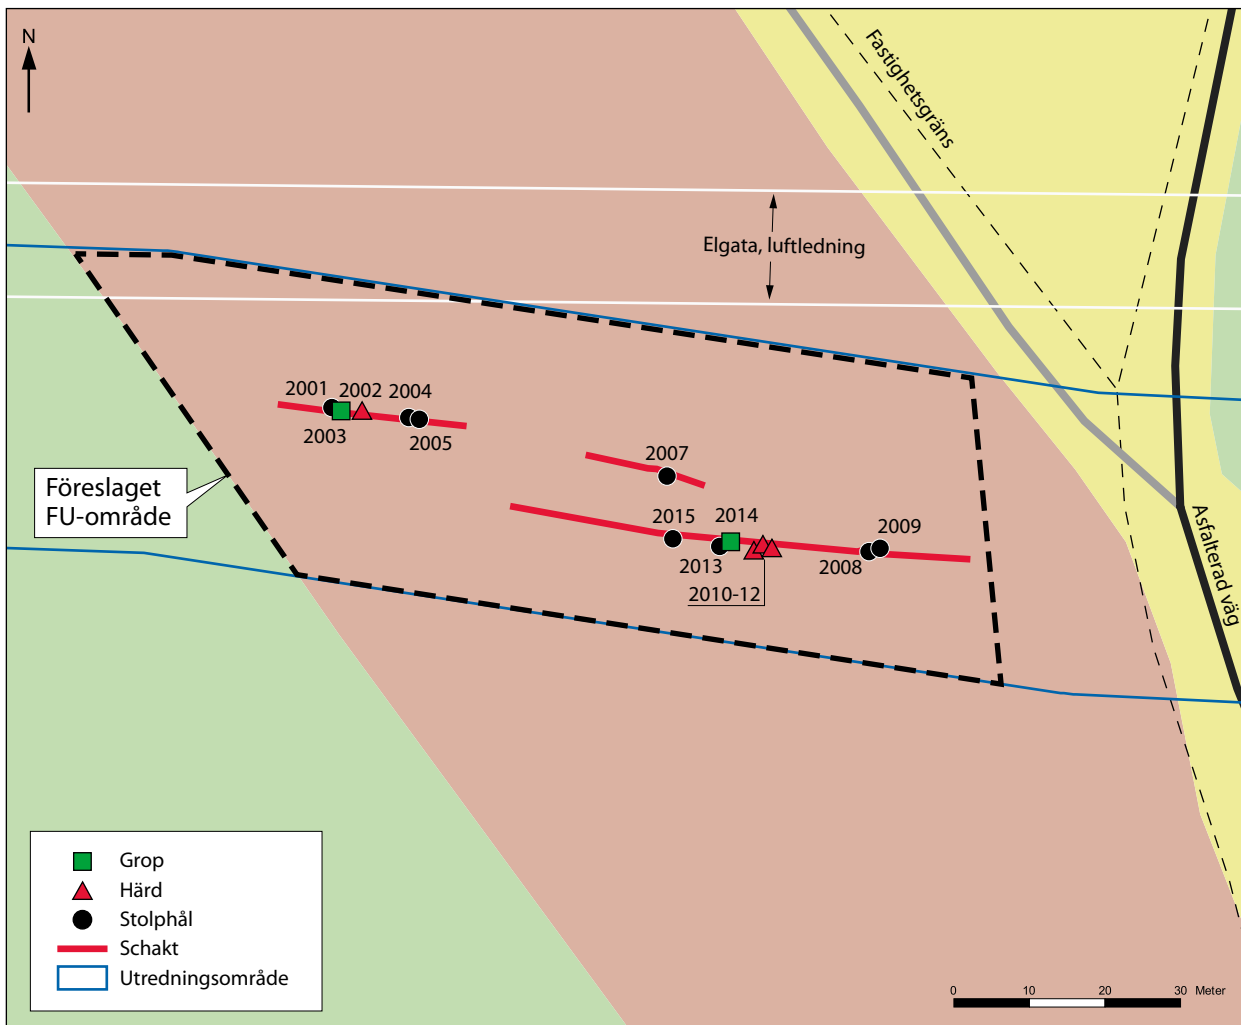 N
Fastighetsgräns
Elgata, luftledning
2001 2002 2004
2003 2005
2007
Föreslaget
FU-område
2015 2014 2009
2013 2008
2010-12
Asfalterad väg
Grop
Härd
Stolphål
Schakt
Utredningsområde
0 10 20 30 Meter